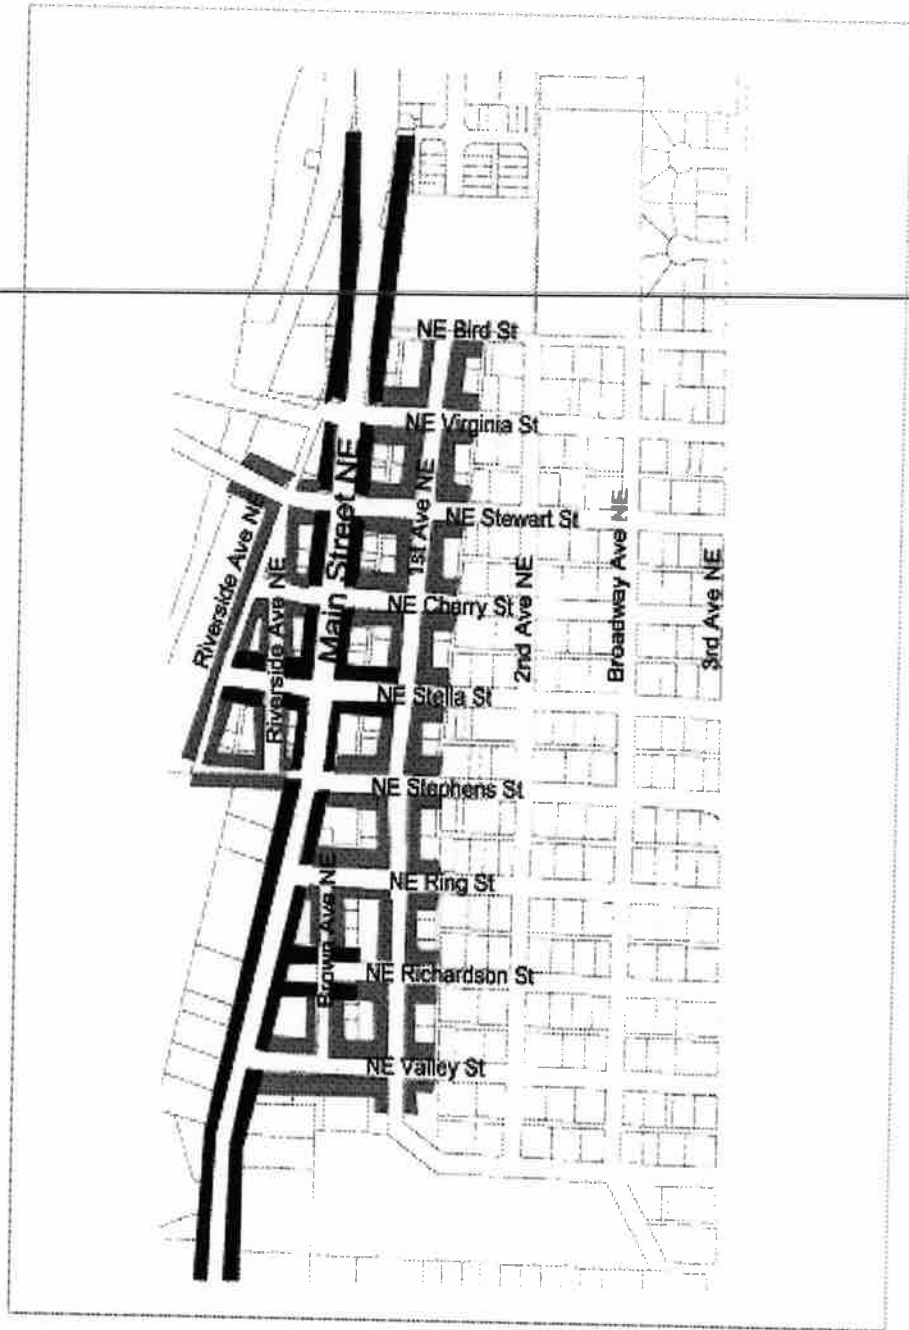 NE Bird St
NE Virginia St
Main Street NE
1st Ave NE
Riverside Ave NE
NE Stewart St
Riverside Ave NE
NE Cherry St
2nd Ave NE
Broadway Ave NE
3rd Ave NE
NE Stella St
NE Stephens St
Brown Ave NE
NE Ring St
NE Richardson St
NE Valley St